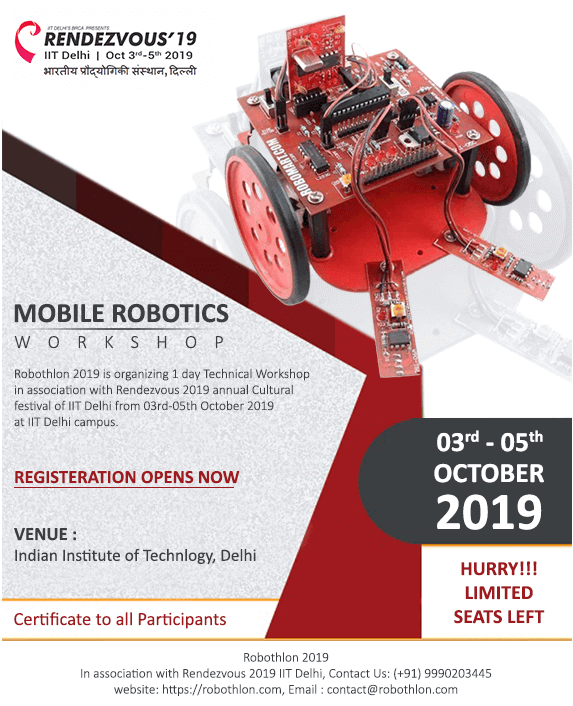 IIT DELHI'S BRCA PRESENTS
RENDEZVOUS'19
IIT Delhi | Oct 3rd-5th 2019
भारतीय प्रौद्योगिकी संस्थान, दिल्ली
ROBOMART.COM
MOBILE ROBOTICS
WORKSHOP
Robothlon 2019 is organizing 1 day Technical Workshop
in association with Rendezvous 2019 annual Cultural
festival of IIT Delhi from 03rd-05th October 2019
at IIT Delhi campus.
REGISTERATION OPENS NOW
VENUE :
Indian Institute of Technlogy, Delhi
03rd - 05th
OCTOBER
2019
HURRY!!!
LIMITED
SEATS LEFT
Certificate to all Participants
Robothlon 2019
In association with Rendezvous 2019 IIT Delhi, Contact Us: (+91) 9990203445
website: https://robothlon.com, Email : contact@robothlon.com